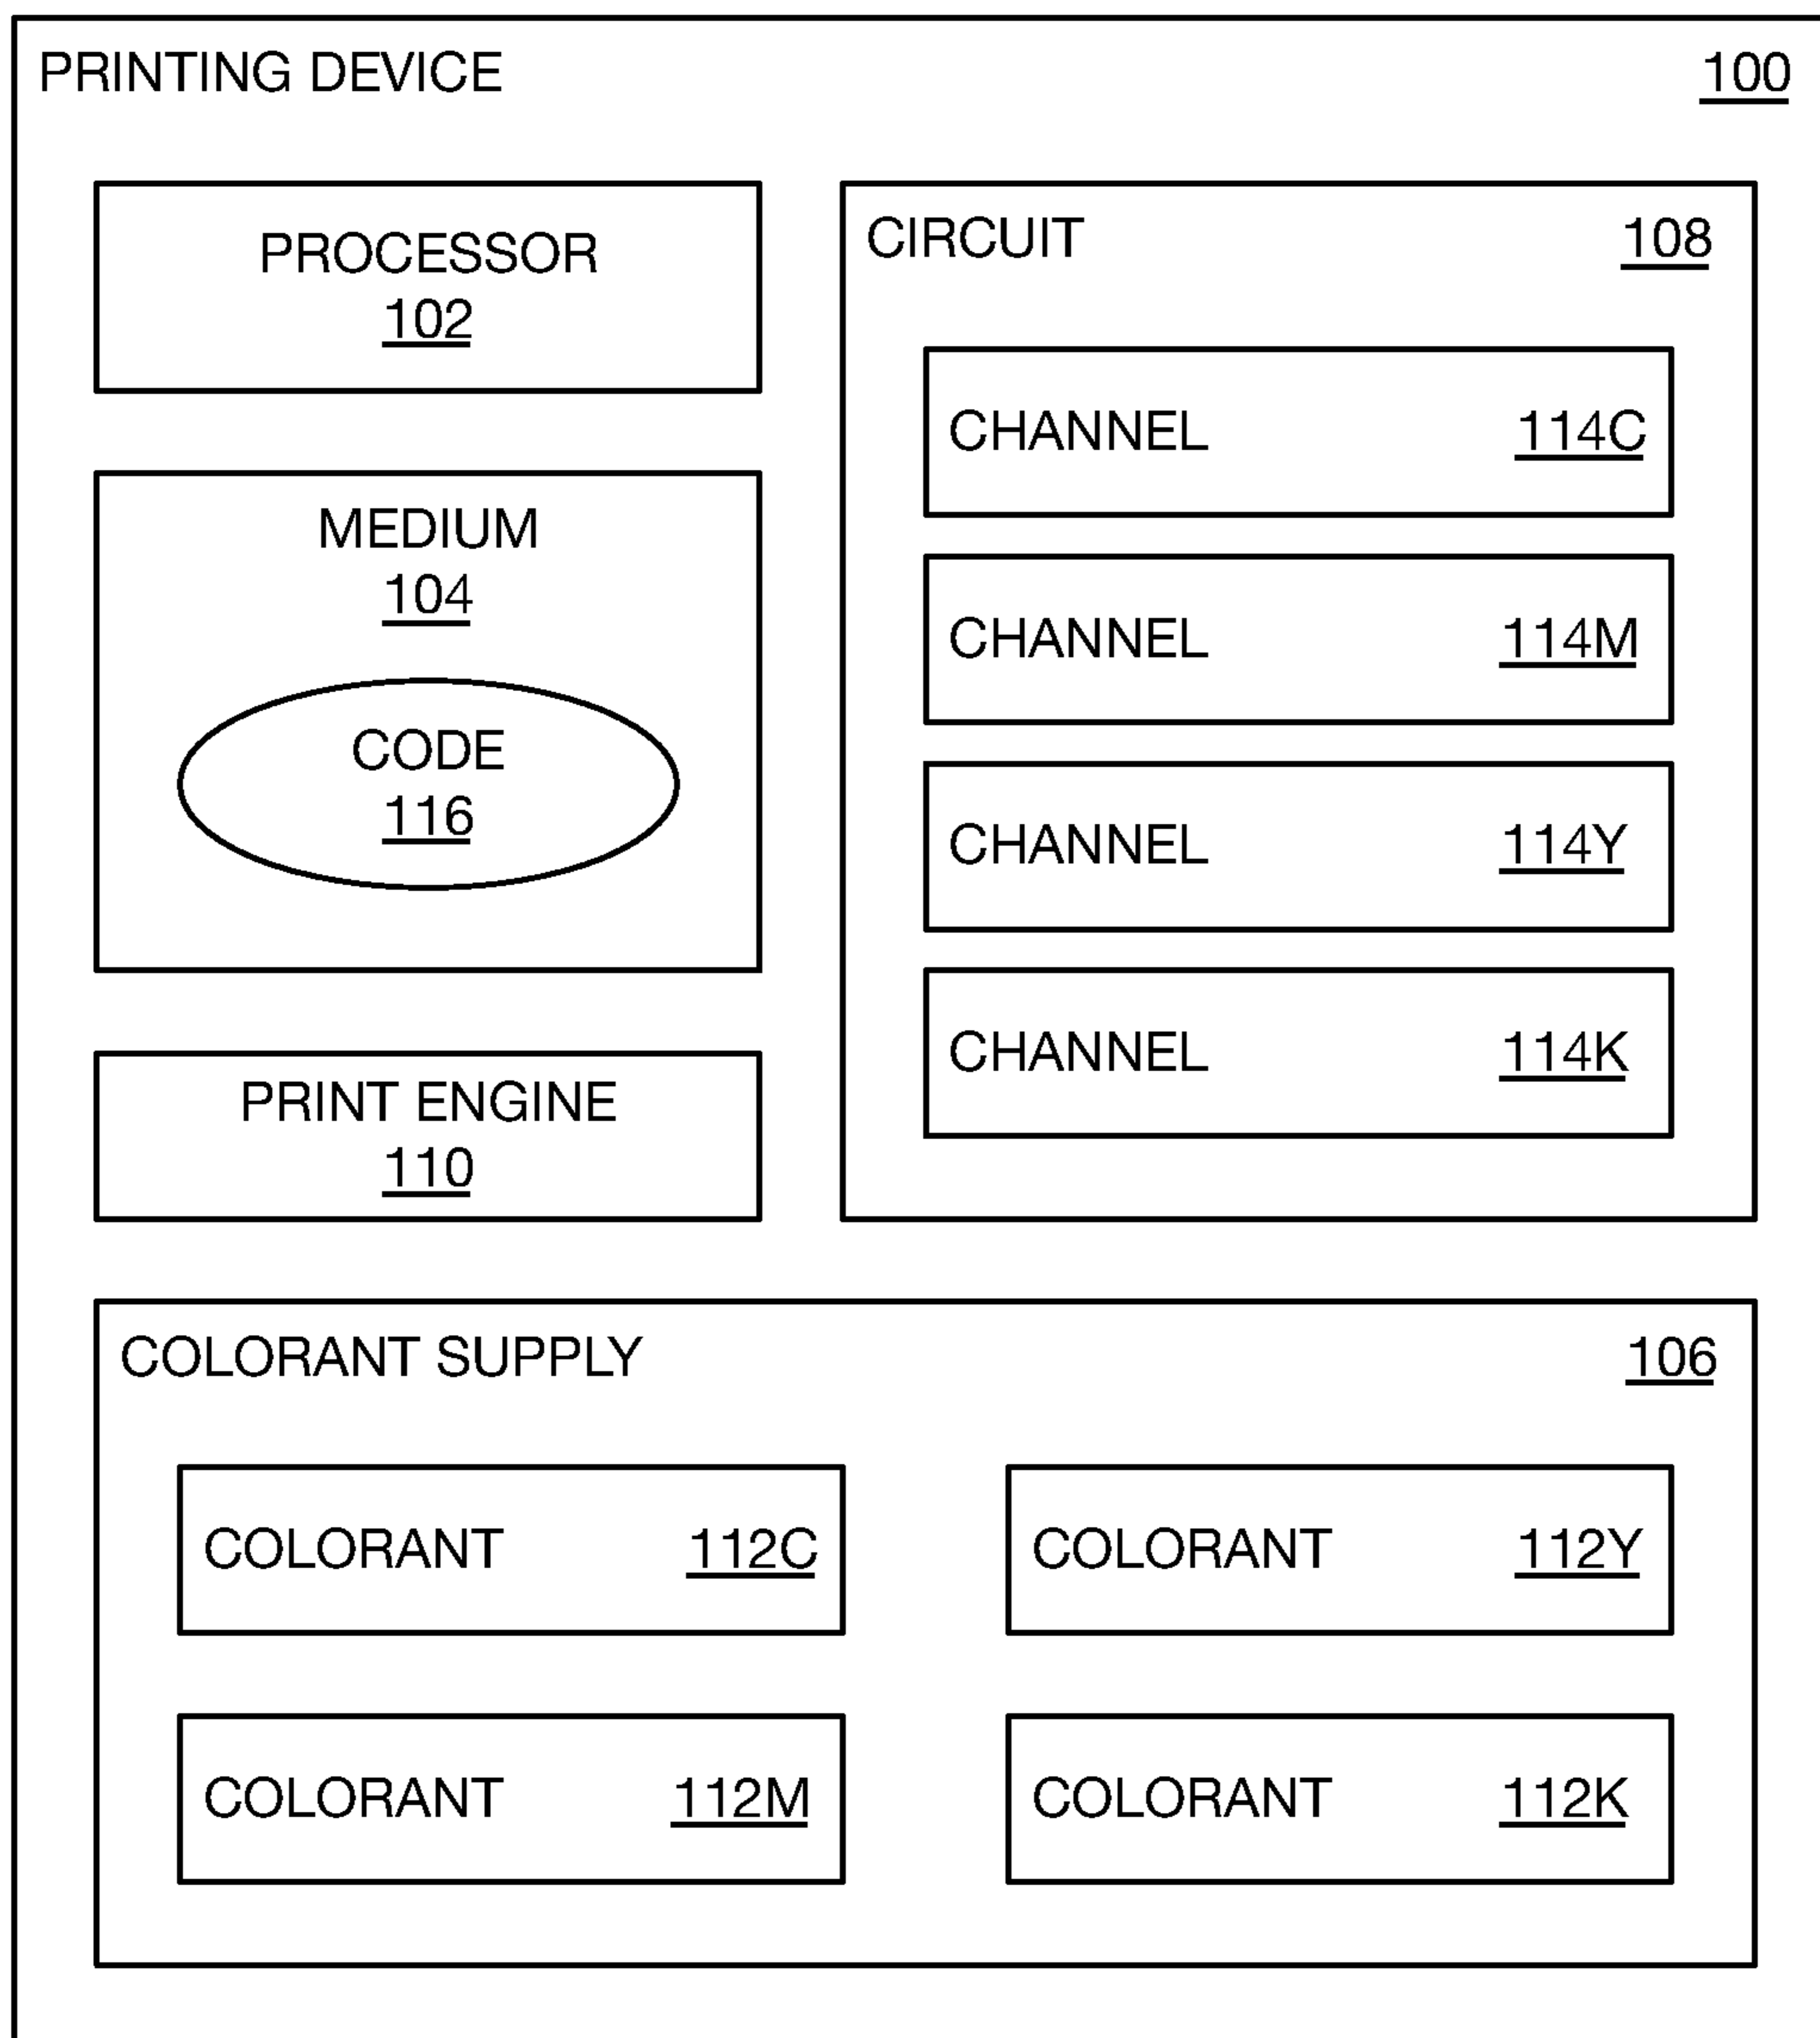 PRINTING DEVICE 100
PROCESSOR
102
MEDIUM
104
CODE
116
PRINT ENGINE
110
CIRCUIT 108
CHANNEL 114C
CHANNEL 114M
CHANNEL 114Y
CHANNEL 114K
COLORANT SUPPLY 106
COLORANT 112C
COLORANT 112Y
COLORANT 112M
COLORANT 112K